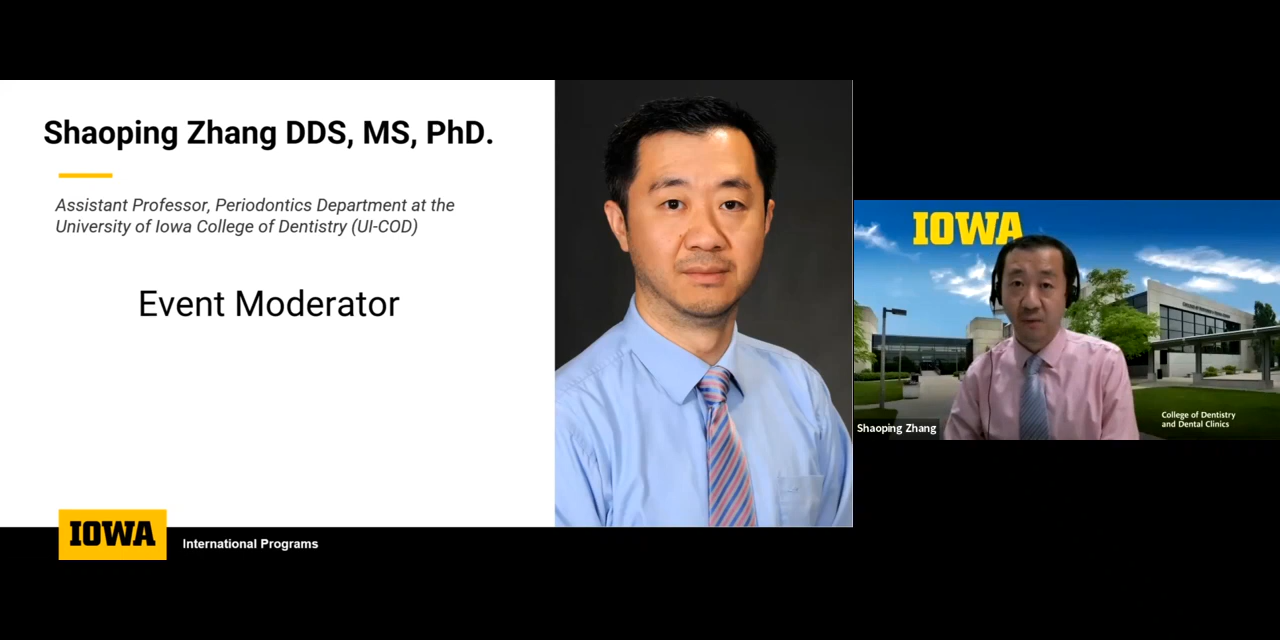 Shaoping Zhang DDS, MS, PhD.
Assistant Professor, Periodontics Department at the
University of Iowa College of Dentistry (UI-COD)
Event Moderator
IOWA
International Programs
IOWA
College of Dentistry
and Dental Clinics
Shaoping Zhang